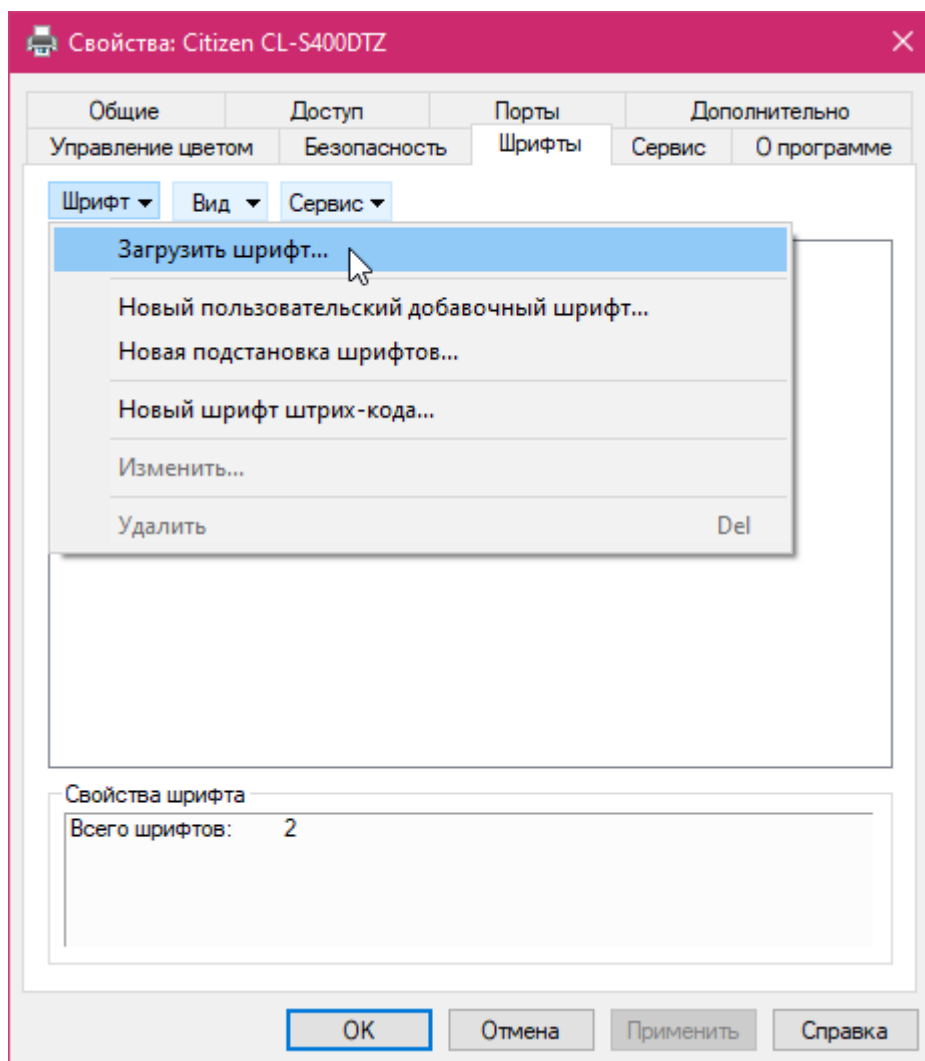 Свойства: Citizen CL-S400DTZ
Общие Доступ Порты Дополнительно
Управление цветом Безопасность Шрифты Сервис О программе
Шрифт Вид Сервис
Загрузить шрифт...
Новый пользовательский добавочный шрифт...
Новая подстановка шрифтов...
Новый шрифт штрих-кода...
Изменить...
Удалить Del
Свойства шрифта
Всего шрифтов: 2
OK Отмена Применить Справка